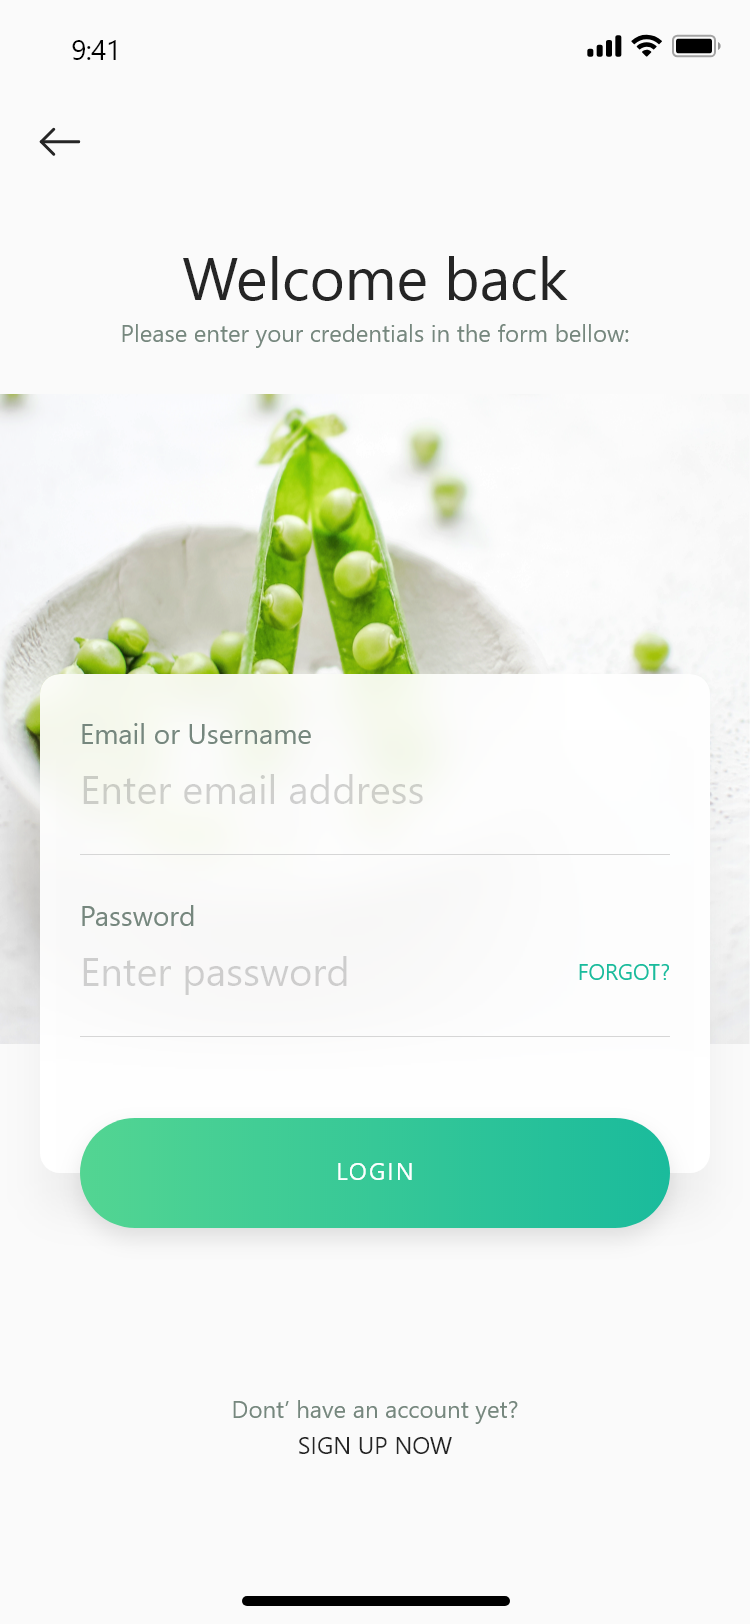 9:41
Welcome back
Please enter your credentials in the form bellow:
Email or Username
Enter email address
Password
Enter password
FORGOT?
LOGIN
Dont’ have an account yet?
SIGN UP NOW